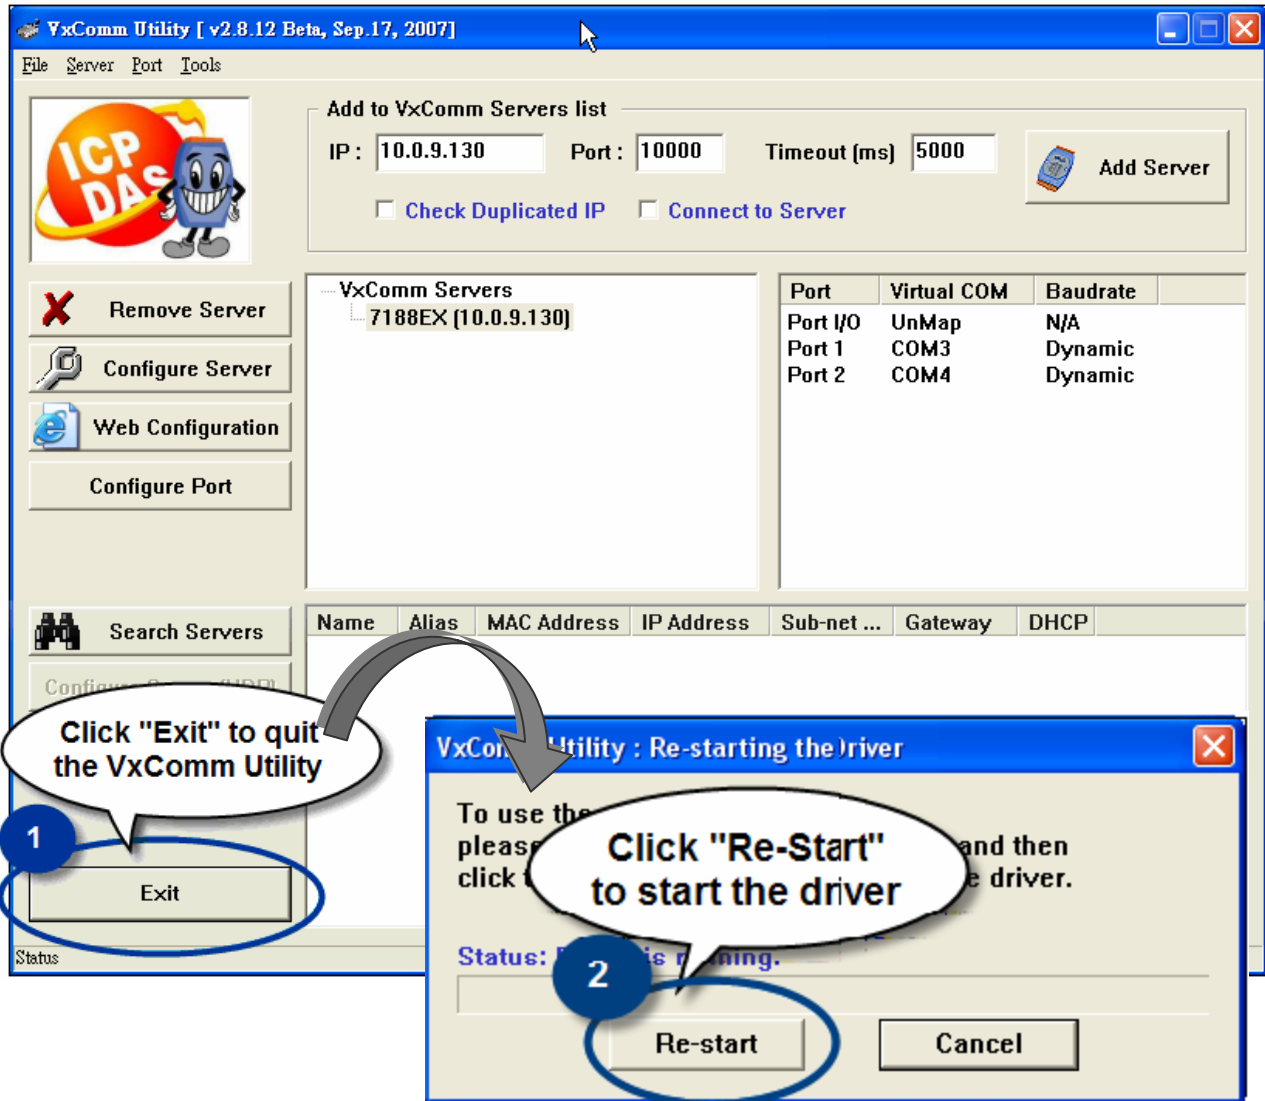 VxComm Utility [ v2.8.12 Beta, Sep.17, 2007]
File Server Port Tools
ICP
DAS
Add to VxComm Servers list
IP : 10.0.9.130 Port : 10000 Timeout (ms) 5000
Add Server
Check Duplicated IP Connect to Server
Remove Server
Configure Server
Web Configuration
Configure Port
VxComm Servers
7188EX (10.0.9.130)
Port Virtual COM Baudrate
Port I/O UnMap N/A
Port 1 COM3 Dynamic
Port 2 COM4 Dynamic
Search Servers
Name Alias MAC Address IP Address Sub-net ... Gateway DHCP
Click "Exit" to quit
the VxComm Utility
1
Exit
Status
Utility : Re-starting the
To use the
and then
click
driver.
Click "Re-Start"
to start the driver
Status: is
2
Re-start
Cancel